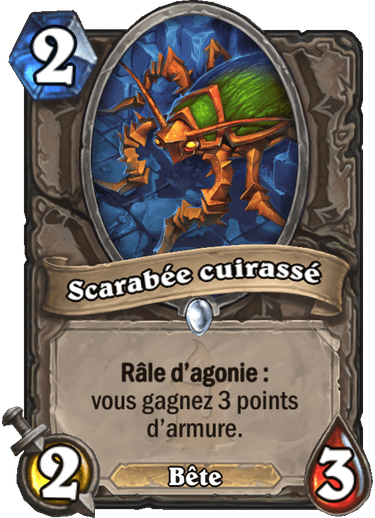 2
Scarabée cuirassé
Râle d'agonie :
vous gagnez 3 points
d'armure.
2
Bête
3